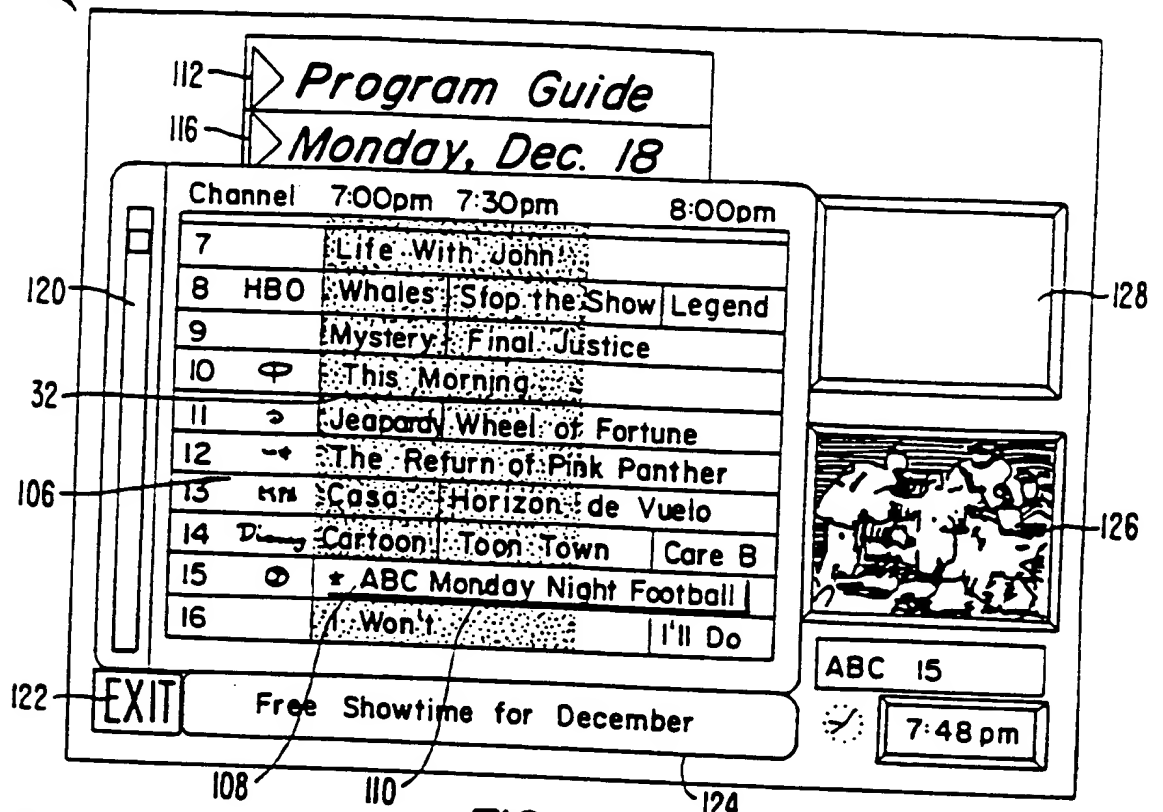 112 Program Guide
116 Monday, Dec. 18
Channel 7:00pm 7:30pm 8:00pm
7 Life With John
8 HBO Whales Stop the Show Legend
9 Mystery Final Justice
10 This Morning
11 Jeapardy Wheel of Fortune
12 The Return of Pink Panther
13 Casa Horizon de Vuelo
14 Disney Cartoon Toon Town Care B
15 * ABC Monday Night Football
16 I Won't I'll Do
120
32
106
128
126
ABC 15
122 EXIT Free Showtime for December
7:48 pm
108 110 124